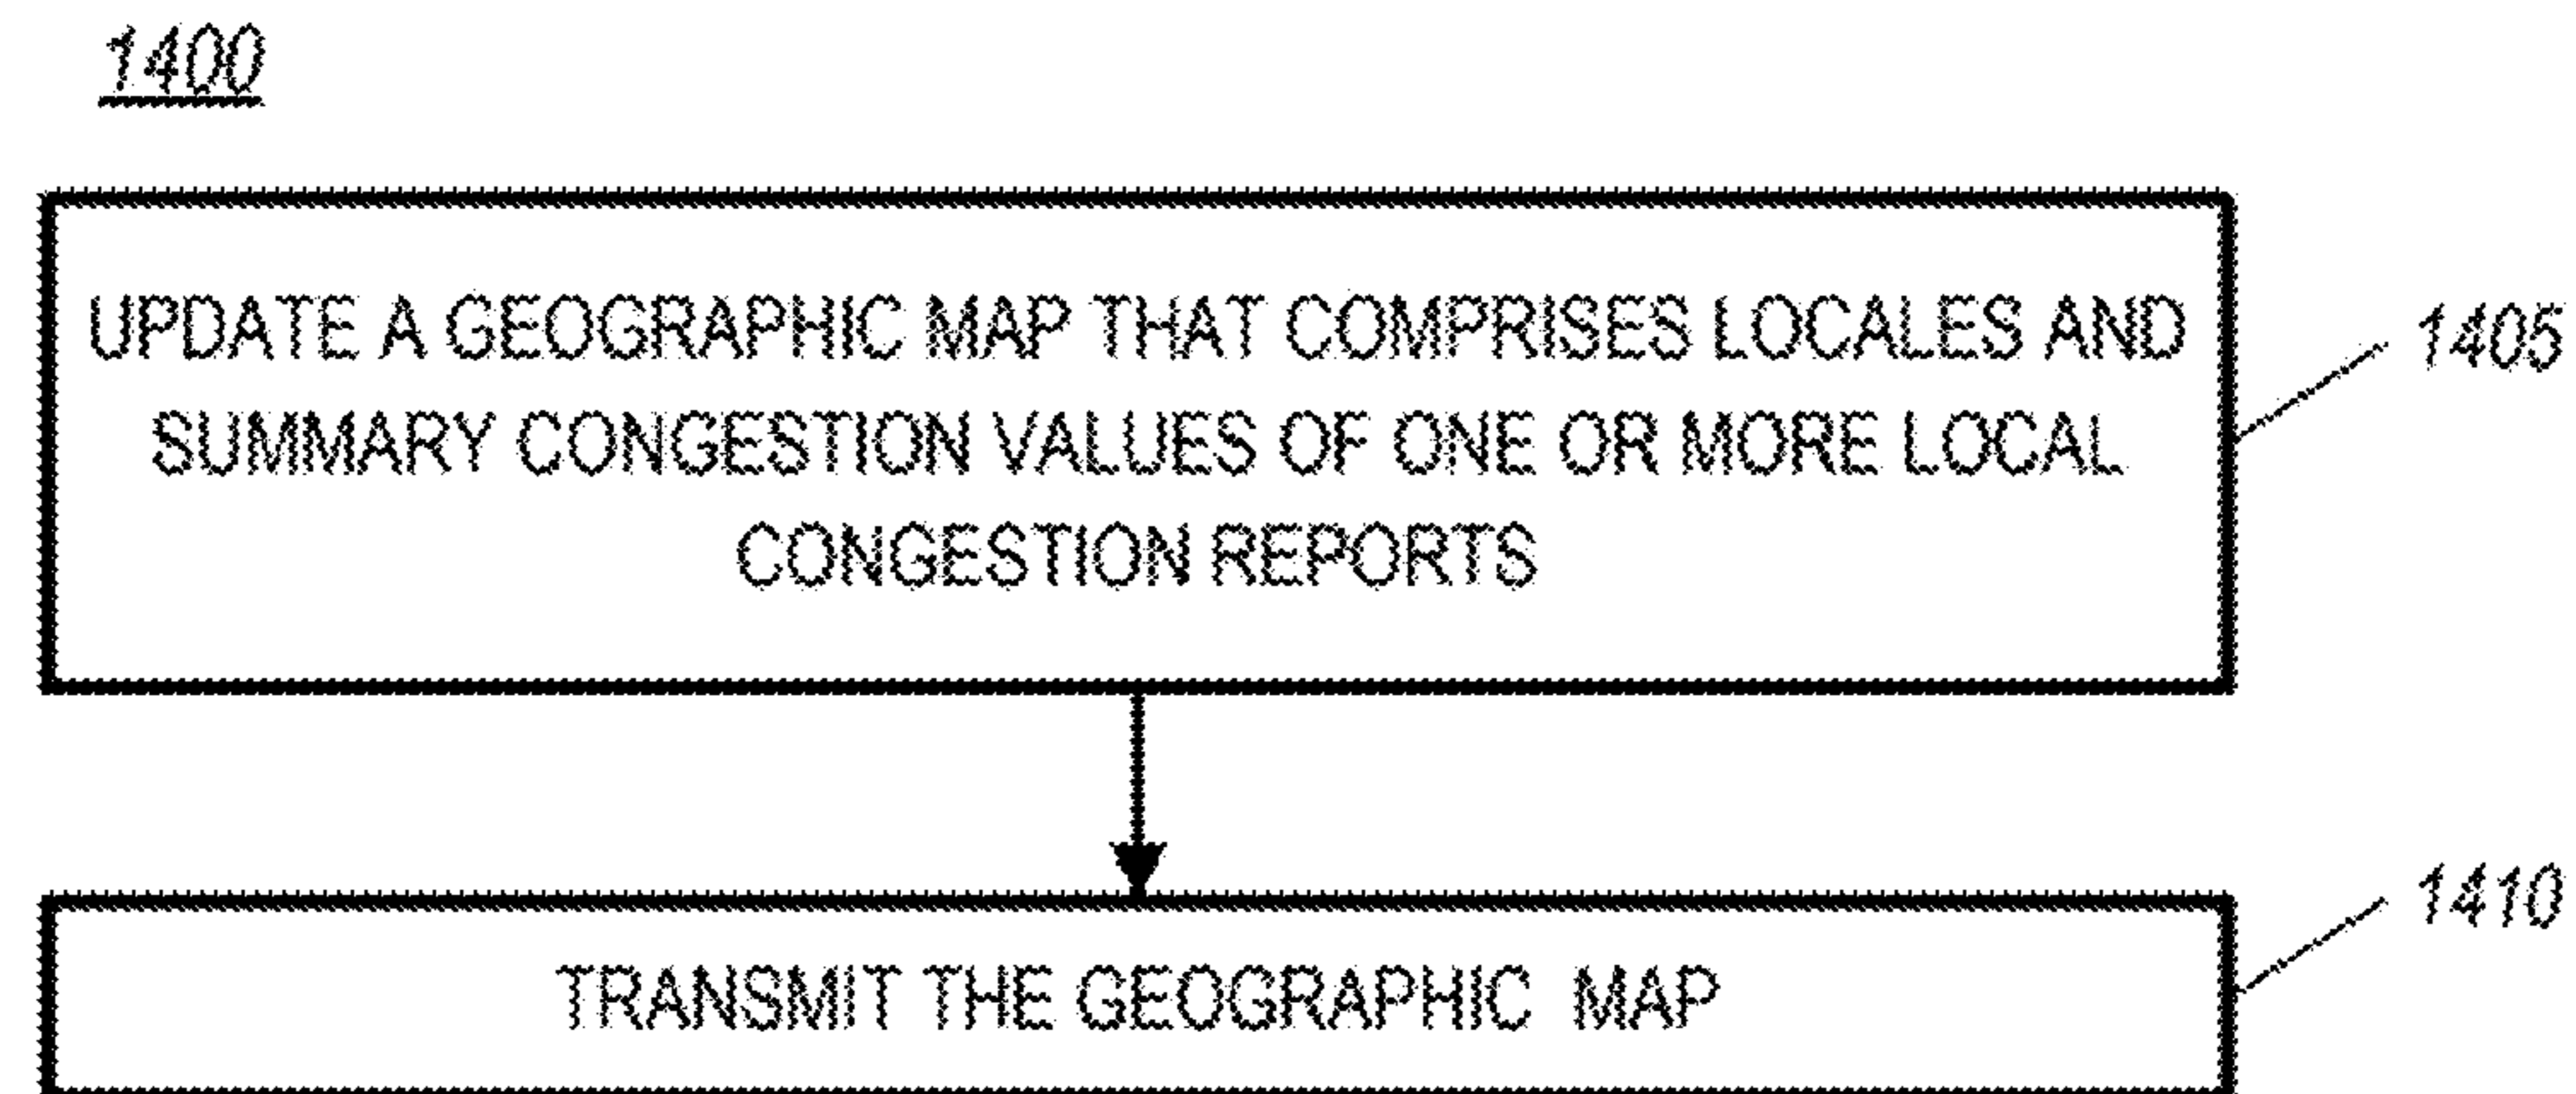 1400
UPDATE A GEOGRAPHIC MAP THAT COMPRISES LOCALES AND
SUMMARY CONGESTION VALUES OF ONE OR MORE LOCAL
CONGESTION REPORTS
1405
TRANSMIT THE GEOGRAPHIC MAP
1410